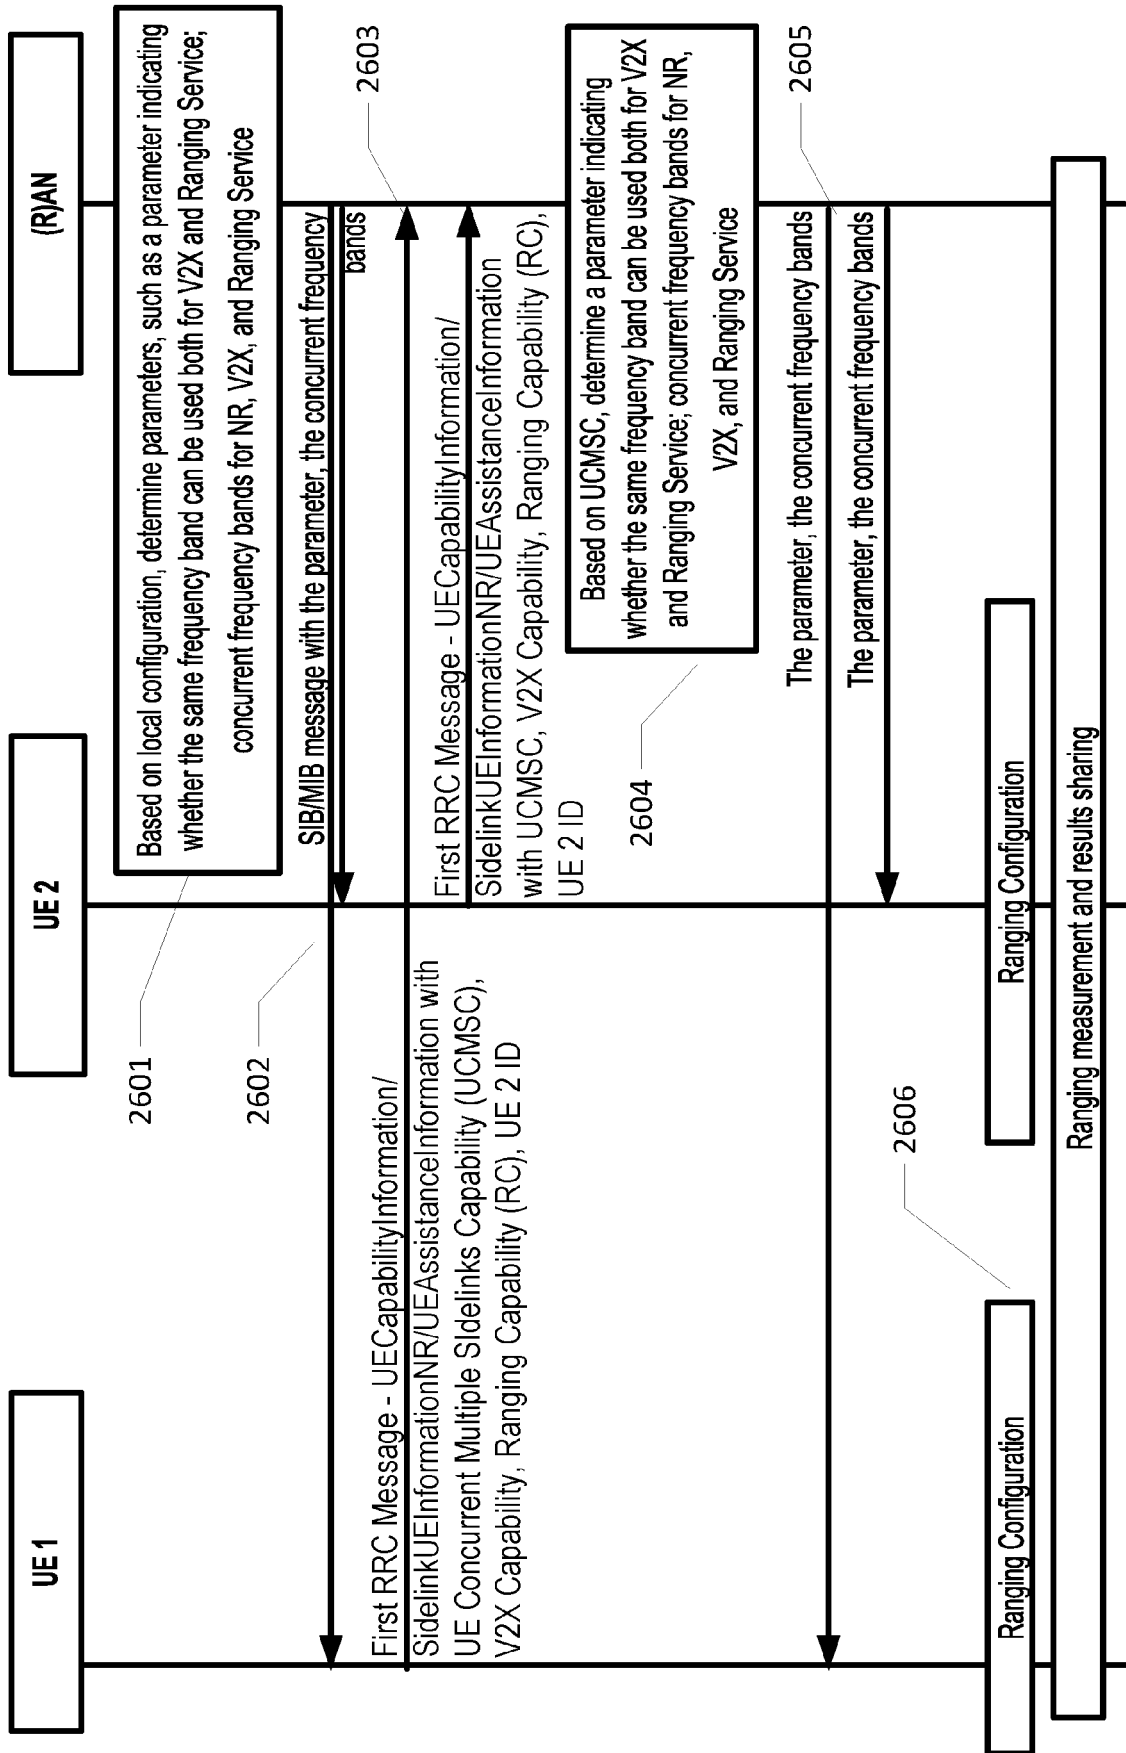 UE 1
UE 2
(R)AN
Based on local configuration, determine parameters, such as a parameter indicating
whether the same frequency band can be used both for V2X and Ranging Service;
concurrent frequency bands for NR, V2X, and Ranging Service
2601
SIB/MIB message with the parameter, the concurrent frequency
bands
2602
2603
First RRC Message - UECapabilityInformation/
SidelinkUEInformationNR/UEAssistanceInformation with
UE Concurrent Multiple SIdelinks Capability (UCMSC),
V2X Capability, Ranging Capability (RC), UE 2 ID
First RRC Message - UECapabilityInformation/
SidelinkUEInformationNR/UEAssistanceInformation
with UCMSC, V2X Capability, Ranging Capability (RC),
UE 2 ID
Based on UCMSC, determine a parameter indicating
whether the same frequency band can be used both for V2X
and Ranging Service; concurrent frequency bands for NR,
V2X, and Ranging Service
2604
The parameter, the concurrent frequency bands
2605
The parameter, the concurrent frequency bands
2606
Ranging Configuration
Ranging Configuration
Ranging measurement and results sharing